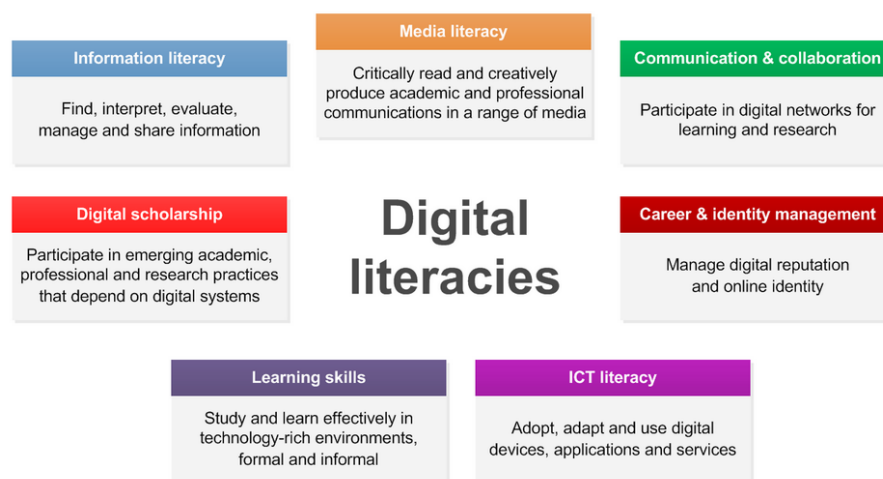 Media literacy
Critically read and creatively
produce academic and professional
communications in a range of media
Information literacy
Find, interpret, evaluate,
manage and share information
Communication & collaboration
Participate in digital networks for
learning and research
Digital scholarship
Participate in emerging academic,
professional and research practices
that depend on digital systems
Digital
literacies
Career & identity management
Manage digital reputation
and online identity
Learning skills
Study and learn effectively in
technology-rich environments,
formal and informal
ICT literacy
Adopt, adapt and use digital
devices, applications and services